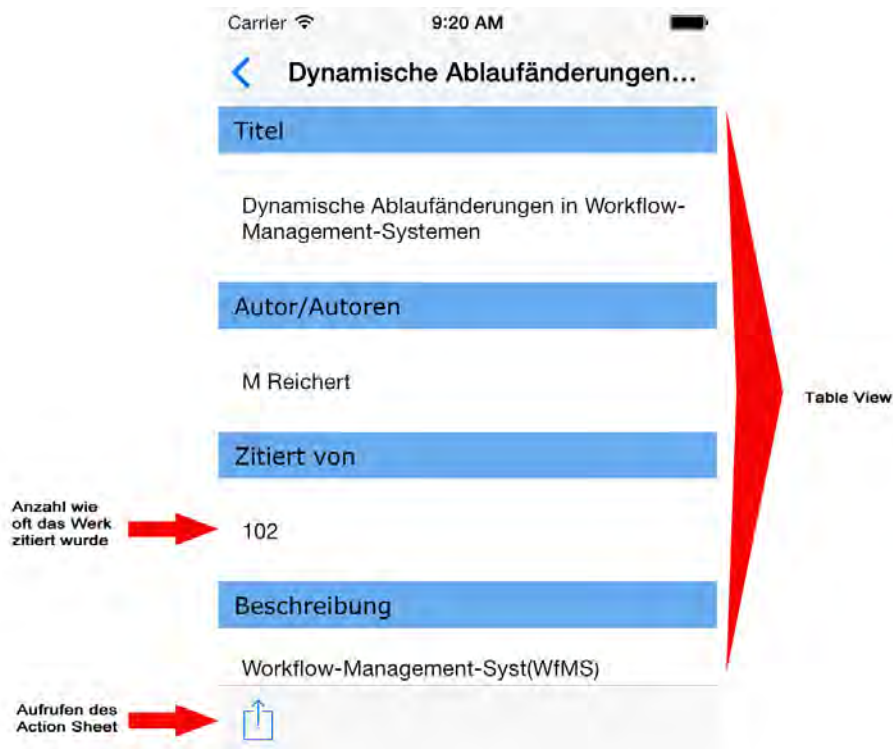 Carrier 9:20 AM
Dynamische Ablaufänderungen...
Titel
Dynamische Ablaufänderungen in Workflow-
Management-Systemen
Autor/Autoren
M Reichert
Table View
Zitiert von
Anzahl wie
oft das Werk
zitiert wurde
102
Beschreibung
Workflow-Management-Syst(WfMS)
Aufrufen des
Action Sheet